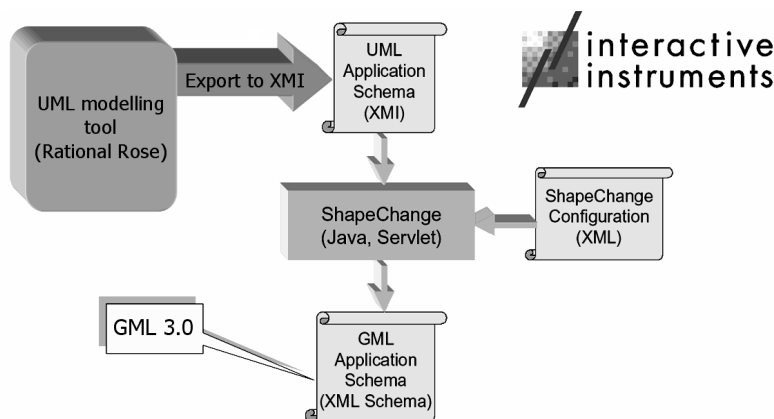 UML modelling
tool
(Rational Rose)
Export to XMI
UML
Application
Schema
(XMI)
interactive
instruments
ShapeChange
(Java, Servlet)
ShapeChange
Configuration
(XML)
GML 3.0
GML
Application
Schema
(XML Schema)